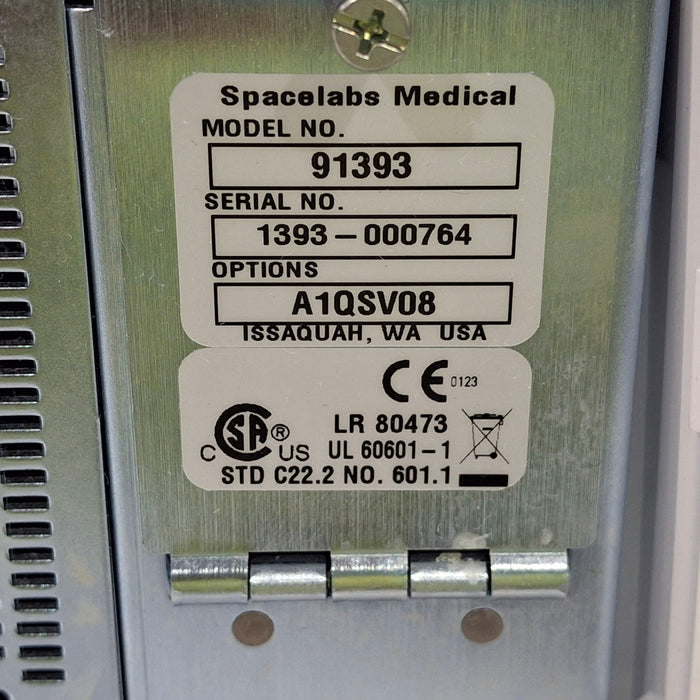 Spacelabs Medical
MODEL NO.
91393
SERIAL NO.
1393-000764
OPTIONS
A1QSV08
ISSAQUAH, WA USA
CE 0123
CSA ® LR 80473
C US UL 60601-1
STD C22.2 NO. 601.1